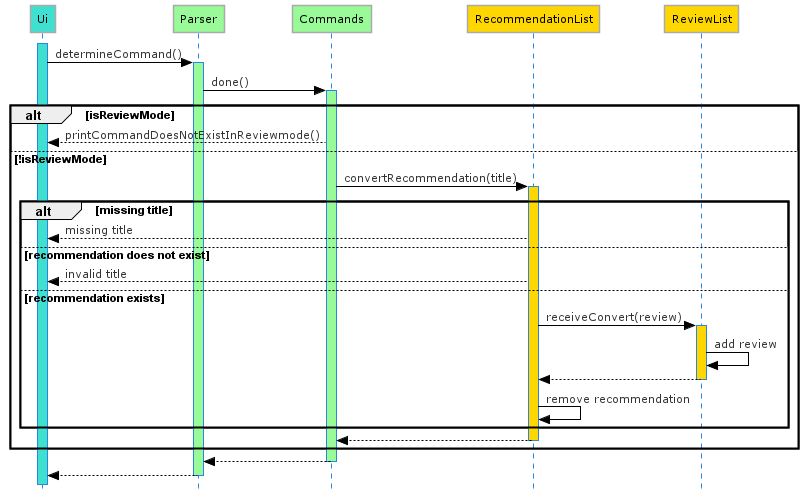 Ui
Parser
Commands
RecommendationList
ReviewList
determineCommand()
done()
alt
[isReviewMode]
printCommandDoesNotExistInReviewmode()
[!isReviewMode]
convertRecommendation(title)
alt
[missing title]
missing title
[recommendation does not exist]
invalid title
[recommendation exists]
receiveConvert(review)
add review
remove recommendation